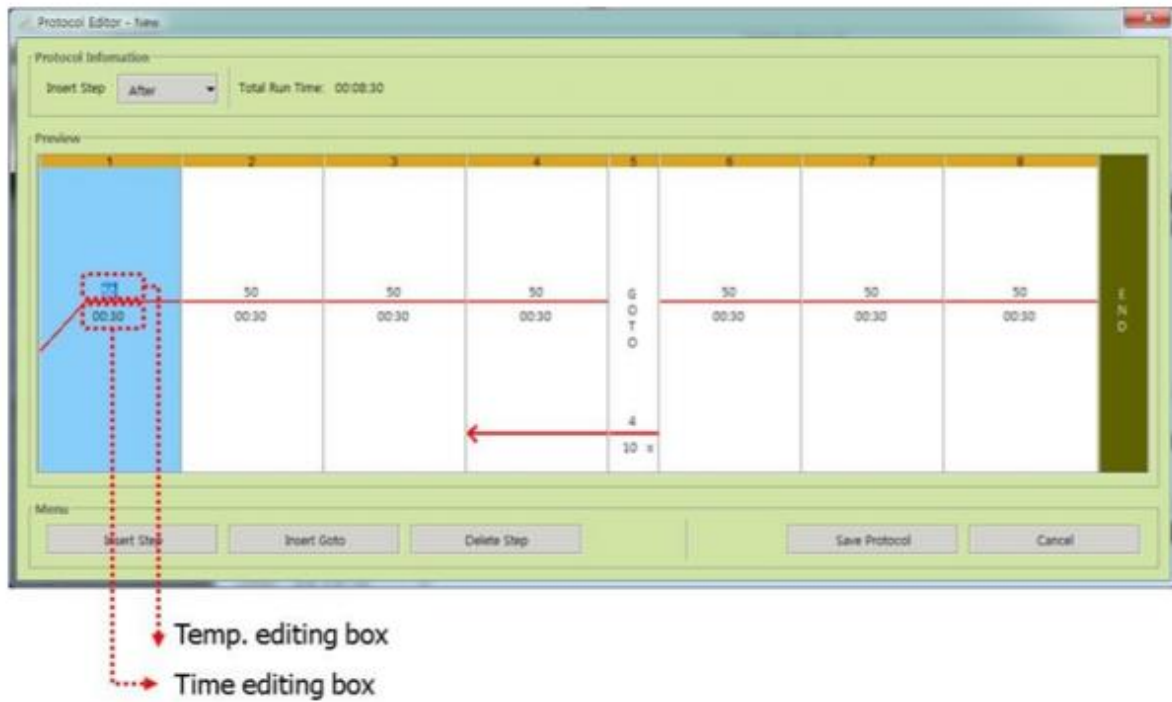 Protocol Editor - New
Protocol Infomation
Insert Step After Total Run Time: 00:08:30
Preview
1 2 3 4 5 6 7 8
50 50 50 50 50 50
00:30 00:30 00:30 00:30 00:30 00:30 00:30
G
O
T
O
4
10 x
E
N
D
Menu
Insert Step Insert Goto Delete Step Save Protocol Cancel
Temp. editing box
Time editing box